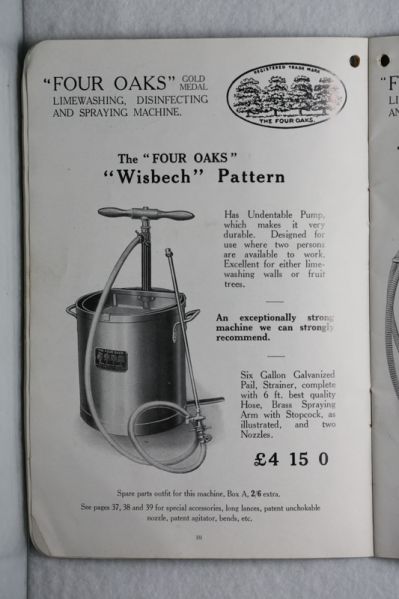 "FOUR OAKS" GOLD MEDAL
LIMEWASHING, DISINFECTING
AND SPRAYING MACHINE.
REGISTERED TRADE MARK
THE FOUR OAKS.
The "FOUR OAKS"
"Wisbech" Pattern
Has Undentable Pump,
which makes it very
durable. Designed for
use where two persons
are available to work.
Excellent for either lime-
washing walls or fruit
trees.
An exceptionally strong
machine we can strongly
recommend.
Six Gallon Galvanized
Pail, Strainer, complete
with 6 ft. best quality
Hose, Brass Spraying
Arm with Stopcock, as
illustrated, and two
Nozzles.
£4 15 0
Spare parts outfit for this machine, Box A, 2/6 extra.
See pages 37, 38 and 39 for special accessories, long lances, patent unchokable
nozzle, patent agitator, bends, etc.